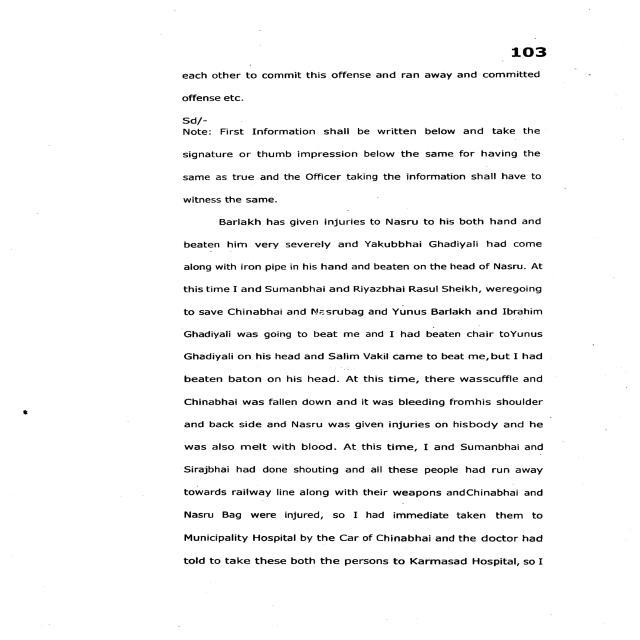 103
each other to commit this offense and ran away and committed
offense etc.
Sd/-
Note: First Information shall be written below and take the
signature or thumb impression below the same for having the
same as true and the Officer taking the information shall have to
witness the same.
Barlakh has given injuries to Nasru to his both hand and
beaten him very severely and Yakubbhai Ghadiyali had come
along with iron pipe in his hand and beaten on the head of Nasru. At
this time I and Sumanbhai and Riyazbhai Rasul Sheikh, weregoing
to save Chinabhai and Nasrubag and Yunus Barlakh and Ibrahim
Ghadiyali was going to beat me and I had beaten chair toYunus
Ghadiyali on his head and Salim Vakil came to beat me,but I had
beaten baton on his head. At this time, there wasscuffle and
Chinabhai was fallen down and it was bleeding fromhis shoulder
and back side and Nasru was given injuries on hisbody and he
was also melt with blood. At this time, I and Sumanbhai and
Sirajbhai had done shouting and all these people had run away
towards railway line along with their weapons andChinabhai and
Nasru Bag were injured, so I had immediate taken them to
Municipality Hospital by the Car of Chinabhai and the doctor had
told to take these both the persons to Karmasad Hospital, so I